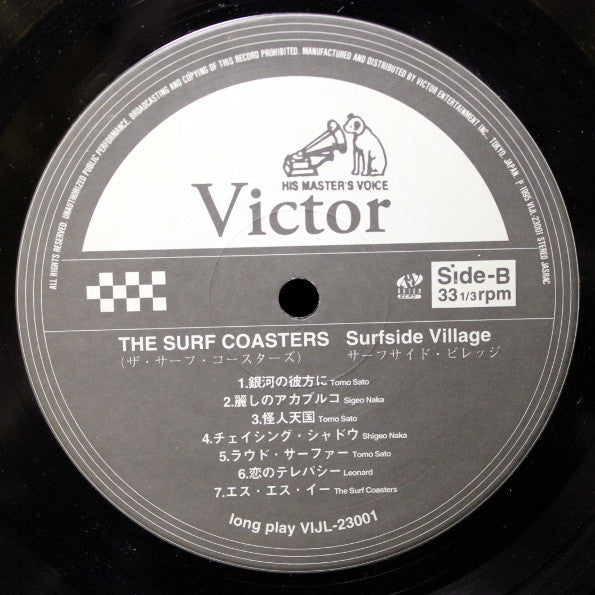 ALL RIGHTS RESERVED. UNAUTHORIZED PUBLIC PERFORMANCE, BROADCASTING AND COPYING OF THIS RECORD PROHIBITED. MANUFACTURED AND DISTRIBUTED BY VICTOR ENTERTAINMENT INC., TOKYO, JAPAN. P 1995 VIJL-23001 STEREO JASRAC
HIS MASTER'S VOICE
Victor
Side-B
33 1/3 rpm
THE SURF COASTERS Surfside Village
(ザ・サーフ・コースターズ) サーフサイド・ビレッジ
1.銀河の彼方に Tomo Sato
2.麗しのアカプルコ Sigeo Naka
3.怪人天国 Tomo Sato
4.チェイシング・シャドウ Shigeo Naka
5.ラウド・サーファー Tomo Sato
6.恋のテレパシー Leonard
7.エス・エス・イー The Surf Coasters
long play VIJL-23001